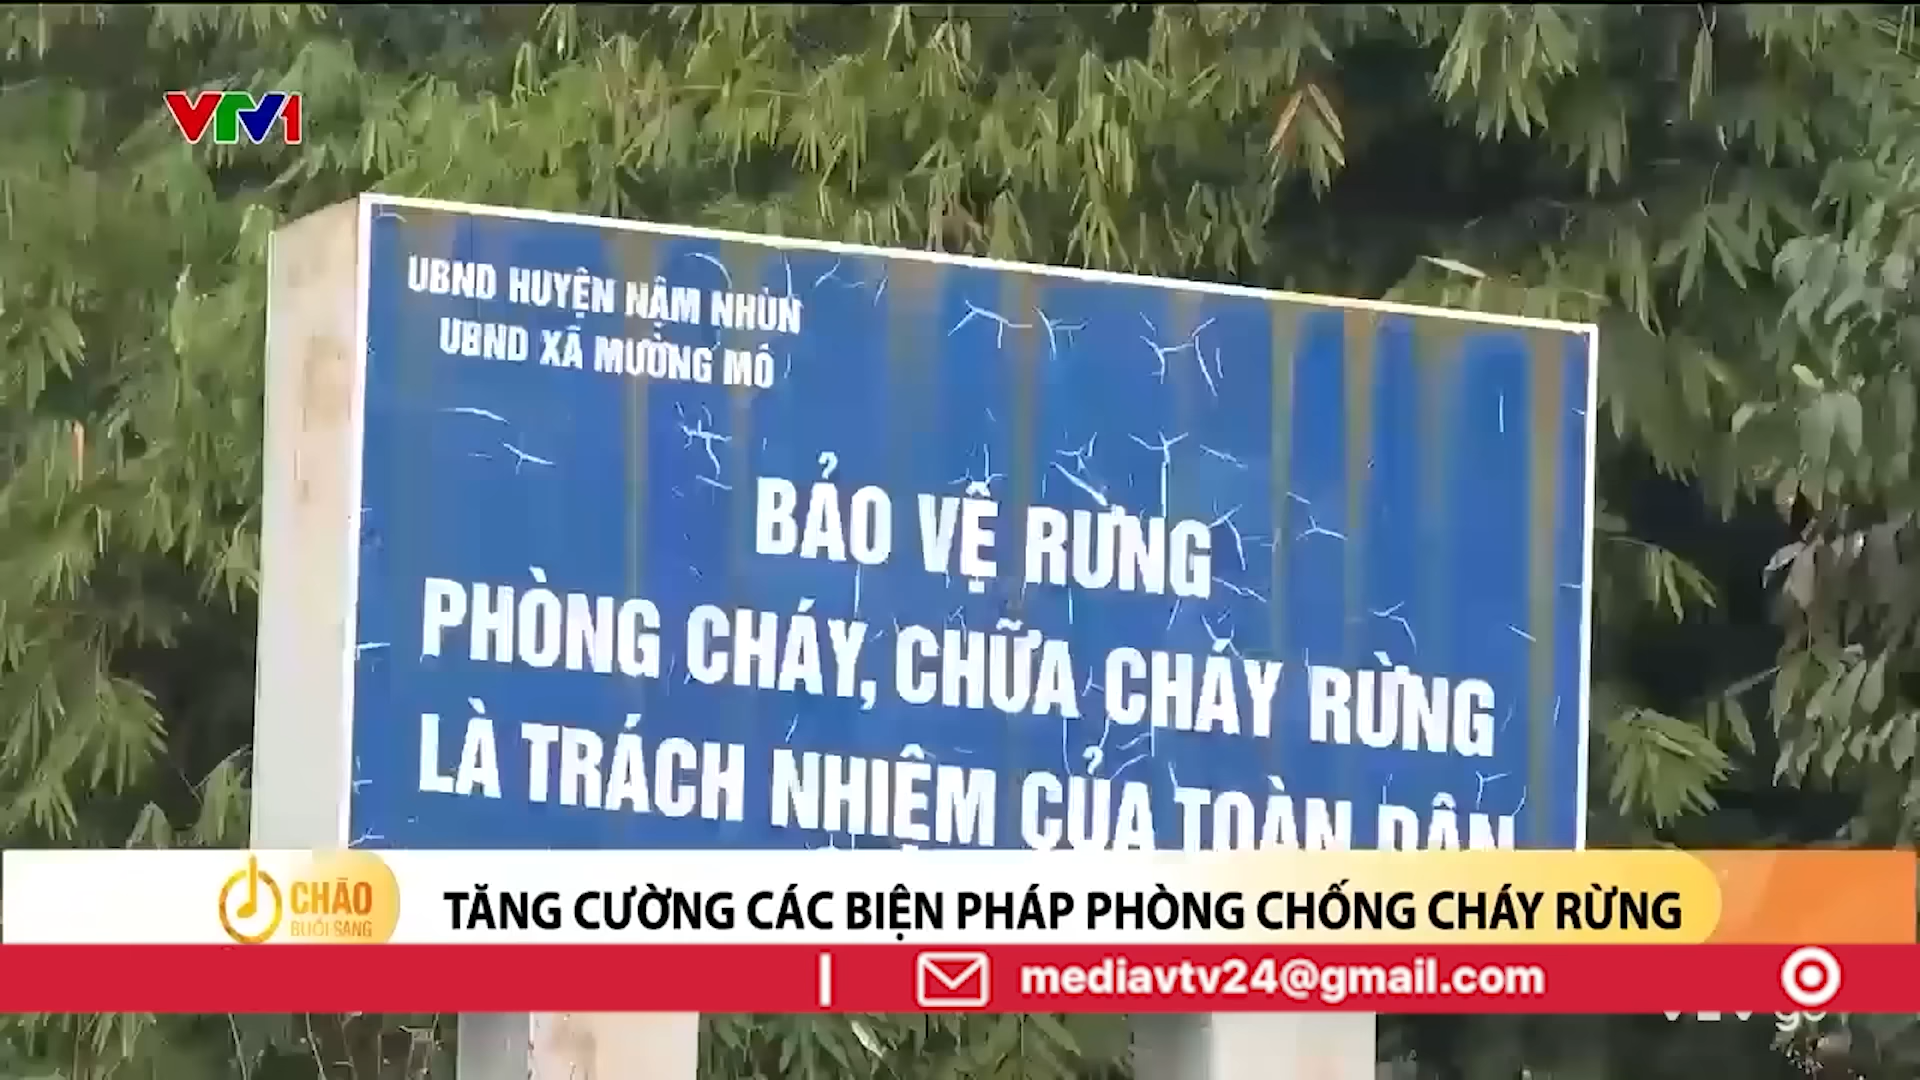 VTV1
UBND HUYỆN NẬM NHÙN
UBND XÃ MƯỜNG MÔ
BẢO VỆ RỪNG
PHÒNG CHÁY, CHỮA CHÁY RỪNG
LÀ TRÁCH NHIỆM CỦA TOÀN DÂN
CHÀO
BUỔI SÁNG
TĂNG CƯỜNG CÁC BIỆN PHÁP PHÒNG CHỐNG CHÁY RỪNG
mediavtv24@gmail.com
go